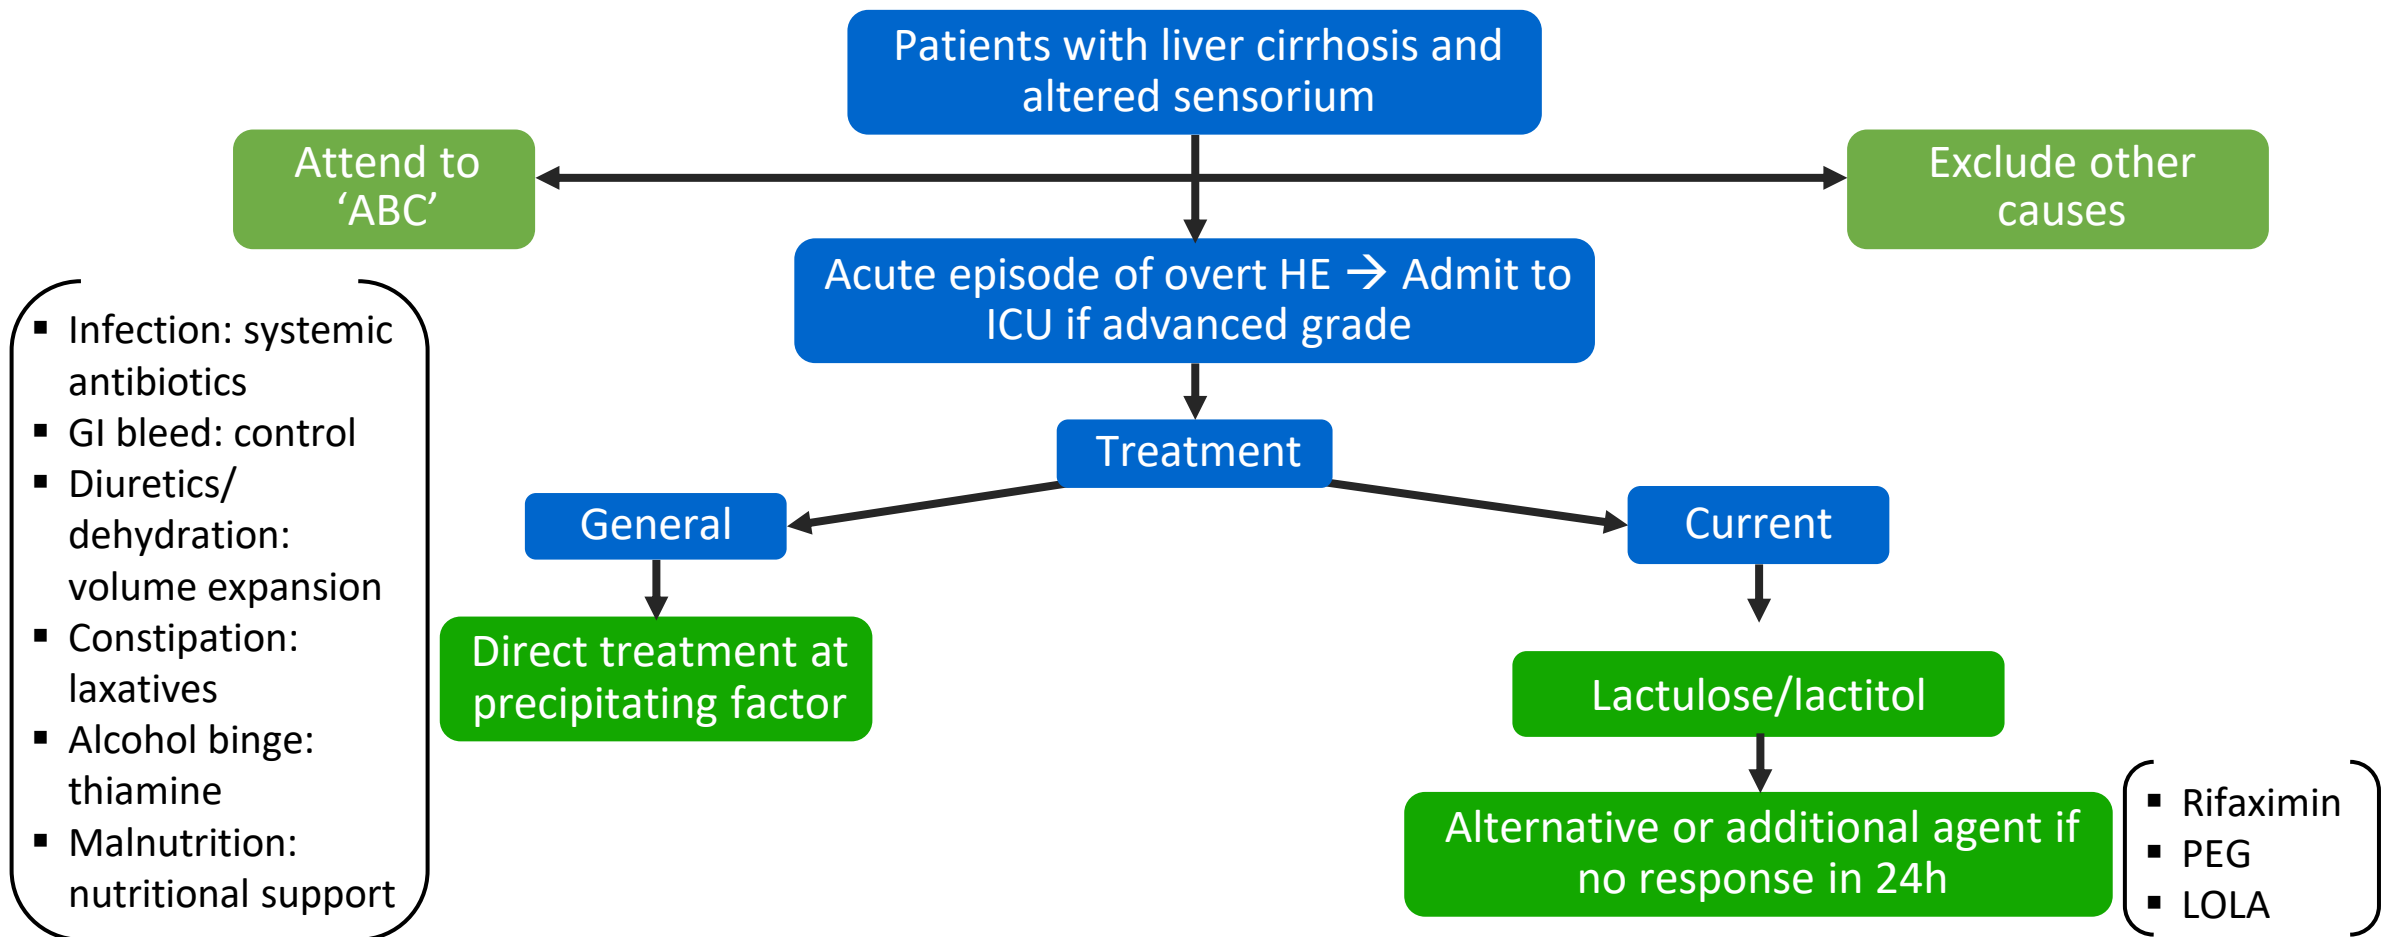 Patients with liver cirrhosis and
altered sensorium
Attend to
‘ABC’
Exclude other
causes
Acute episode of overt HE → Admit to
ICU if advanced grade
▪ Infection: systemic
antibiotics
▪ GI bleed: control
▪ Diuretics/
dehydration:
volume expansion
▪ Constipation:
laxatives
▪ Alcohol binge:
thiamine
▪ Malnutrition:
nutritional support
Treatment
General
Current
Direct treatment at
precipitating factor
Lactulose/lactitol
Alternative or additional agent if
no response in 24h
▪ Rifaximin
▪ PEG
▪ LOLA